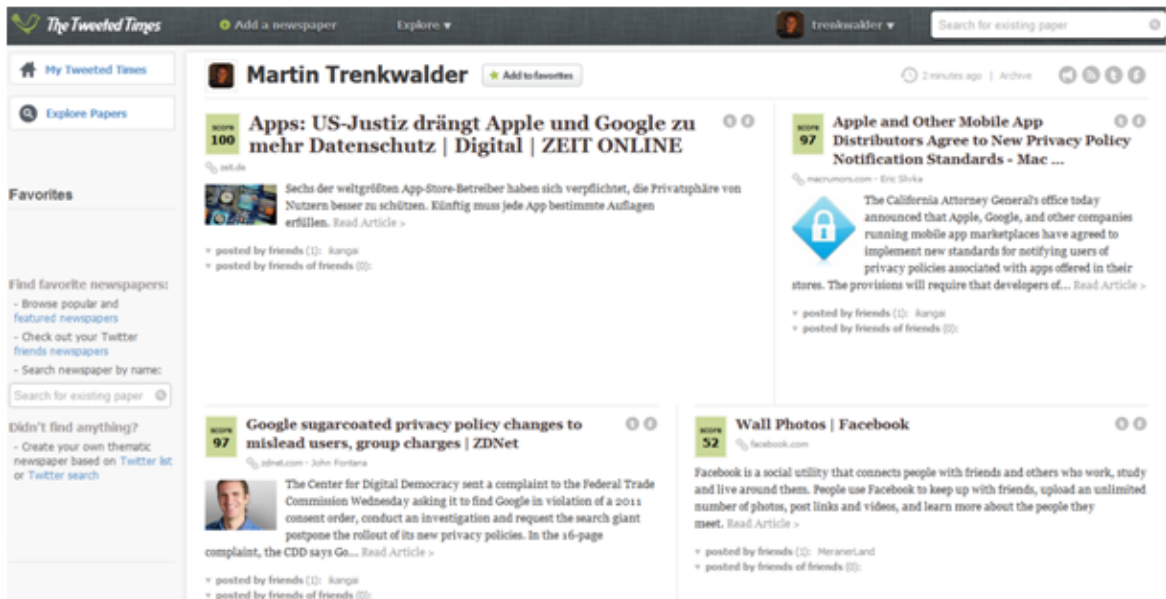 The Tweeted Times
Add a newspaper
Explore
trenkwalder
Search for existing paper
My Tweeted Times
Explore Papers
Favorites
Find favorite newspapers:
- Browse popular and
featured newspapers
- Check out your Twitter
friends newspapers
- Search newspaper by name:
Search for existing paper
Didn't find anything?
- Create your own thematic
newspaper based on Twitter list
or Twitter search
Martin Trenkwalder
Add to favorites
2 minutes ago | Archive
score
100
Apps: US-Justiz drängt Apple und Google zu
mehr Datenschutz | Digital | ZEIT ONLINE
zeit.de
Sechs der weltgrößten App-Store-Betreiber haben sich verpflichtet, die Privatsphäre von
Nutzern besser zu schützen. Künftig muss jede App bestimmte Auflagen
erfüllen. Read Article >
posted by friends (1): ikangai
posted by friends of friends (0):
score
97
Apple and Other Mobile App
Distributors Agree to New Privacy Policy
Notification Standards - Mac ...
macrumors.com - Eric Slivka
The California Attorney General's office today
announced that Apple, Google, and other companies
running mobile app marketplaces have agreed to
implement new standards for notifying users of
privacy policies associated with apps offered in their
stores. The provisions will require that developers of... Read Article >
posted by friends (1): ikangai
posted by friends of friends (0):
score
97
Google sugarcoated privacy policy changes to
mislead users, group charges | ZDNet
zdnet.com - John Fontana
The Center for Digital Democracy sent a complaint to the Federal Trade
Commission Wednesday asking it to find Google in violation of a 2011
consent order, conduct an investigation and request the search giant
postpone the rollout of its new privacy policies. In the 16-page
complaint, the CDD says Go... Read Article >
posted by friends (1): ikangai
posted by friends of friends (0):
score
52
Wall Photos | Facebook
facebook.com
Facebook is a social utility that connects people with friends and others who work, study
and live around them. People use Facebook to keep up with friends, upload an unlimited
number of photos, post links and videos, and learn more about the people they
meet. Read Article >
posted by friends (1): MeranerLand
posted by friends of friends (0):